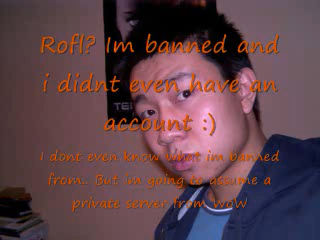 Rofl? Im banned and
i didnt even have an
account :)
I dont even know what im banned
from.. But im going to assume a
private server from WoW
TE